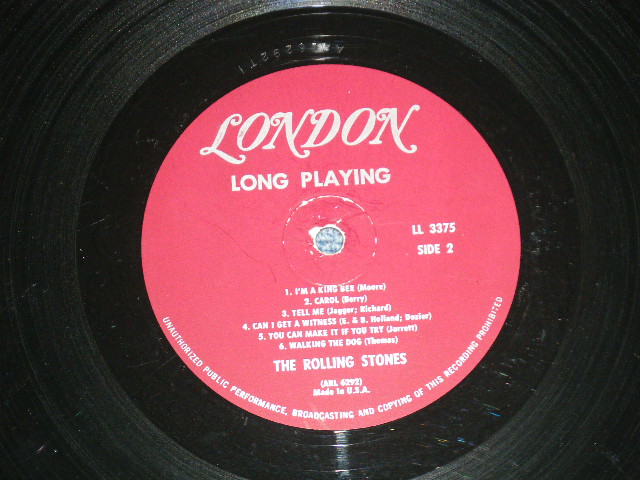 LONDON
LONG PLAYING
LL 3375
SIDE 2
1. I'M A KING BEE (Moore)
2. CAROL (Berry)
3. TELL ME (Jagger; Richard)
4. CAN I GET A WITNESS (E. & B. Holland; Dozier)
5. YOU CAN MAKE IT IF YOU TRY (Jarrett)
6. WALKING THE DOG (Thomas)
THE ROLLING STONES
(ARL 6292)
Made in U.S.A.
UNAUTHORIZED PUBLIC PERFORMANCE, BROADCASTING AND COPYING OF THIS RECORDING PROHIBITED